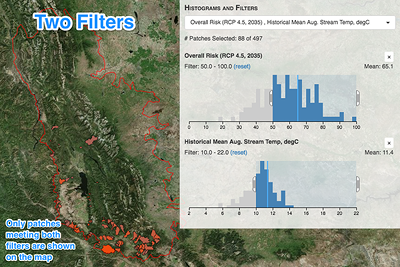 Two Filters
Histograms and Filters
Overall Risk (RCP 4.5, 2035) , Historical Mean Aug. Stream Temp, degC
# Patches Selected: 88 of 497
Overall Risk (RCP 4.5, 2035)
x
Filter: 50.0 - 100.0 (reset)
Mean: 65.1
0 10 20 30 40 50 60 70 80 90 100
Historical Mean Aug. Stream Temp, degC
x
Filter: 10.0 - 22.0 (reset)
Mean: 11.4
2 4 6 8 10 12 14 16 18 20 22
Only patches
meeting both
filters are shown
on the map